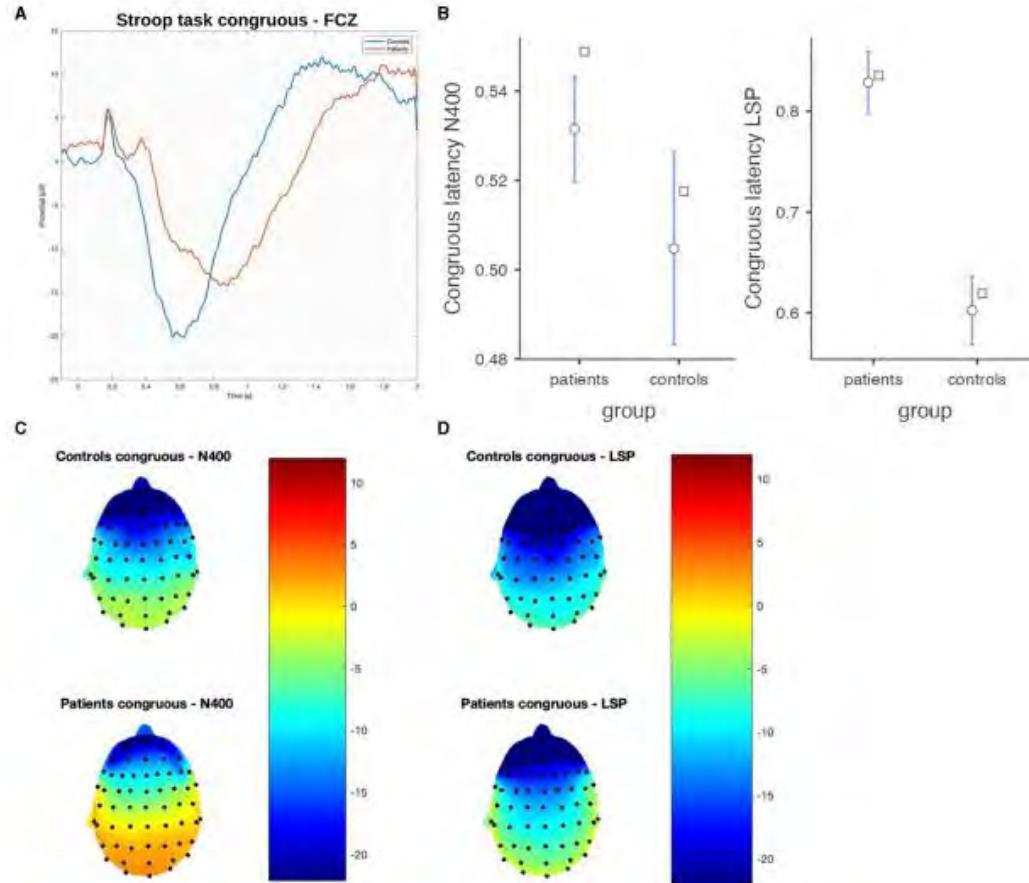 A
Stroop task congruous - FCZ
Controls
Patients
Potential (µV)
Time (s)
B
Congruous latency N400
0.54
0.52
0.50
0.48
patients controls
group
Congruous latency LSP
0.8
0.7
0.6
patients controls
group
C
Controls congruous - N400
Patients congruous - N400
10
5
0
-5
-10
-15
-20
D
Controls congruous - LSP
Patients congruous - LSP
10
5
0
-5
-10
-15
-20